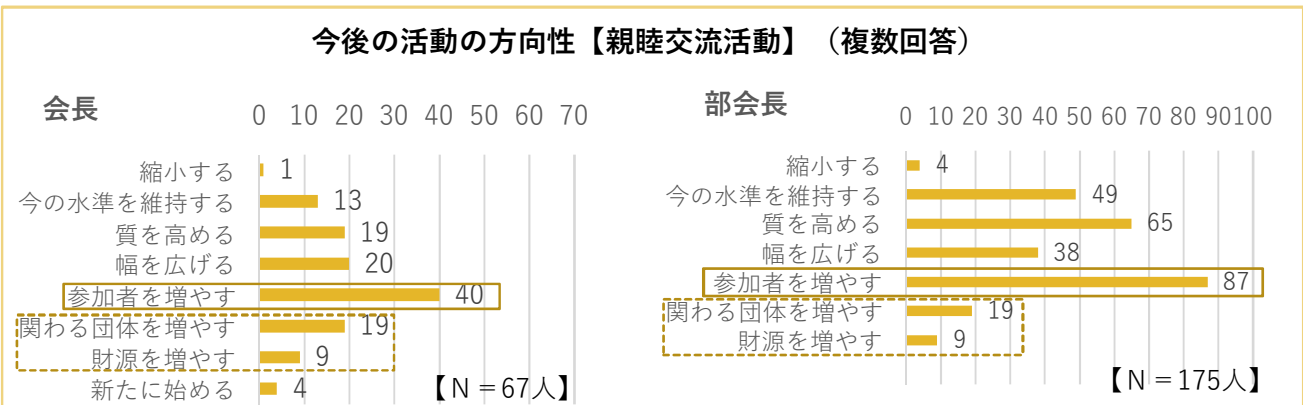 今後の活動の方向性【親睦交流活動】（複数回答）
会長
0 10 20 30 40 50 60 70
縮小する 1
今の水準を維持する 13
質を高める 19
幅を広げる 20
参加者を増やす 40
関わる団体を増やす 19
財源を増やす 9
新たに始める 4
【N＝67人】
部会長
0 10 20 30 40 50 60 70 80 90 100
縮小する 4
今の水準を維持する 49
質を高める 65
幅を広げる 38
参加者を増やす 87
関わる団体を増やす 19
財源を増やす 9
【N＝175人】